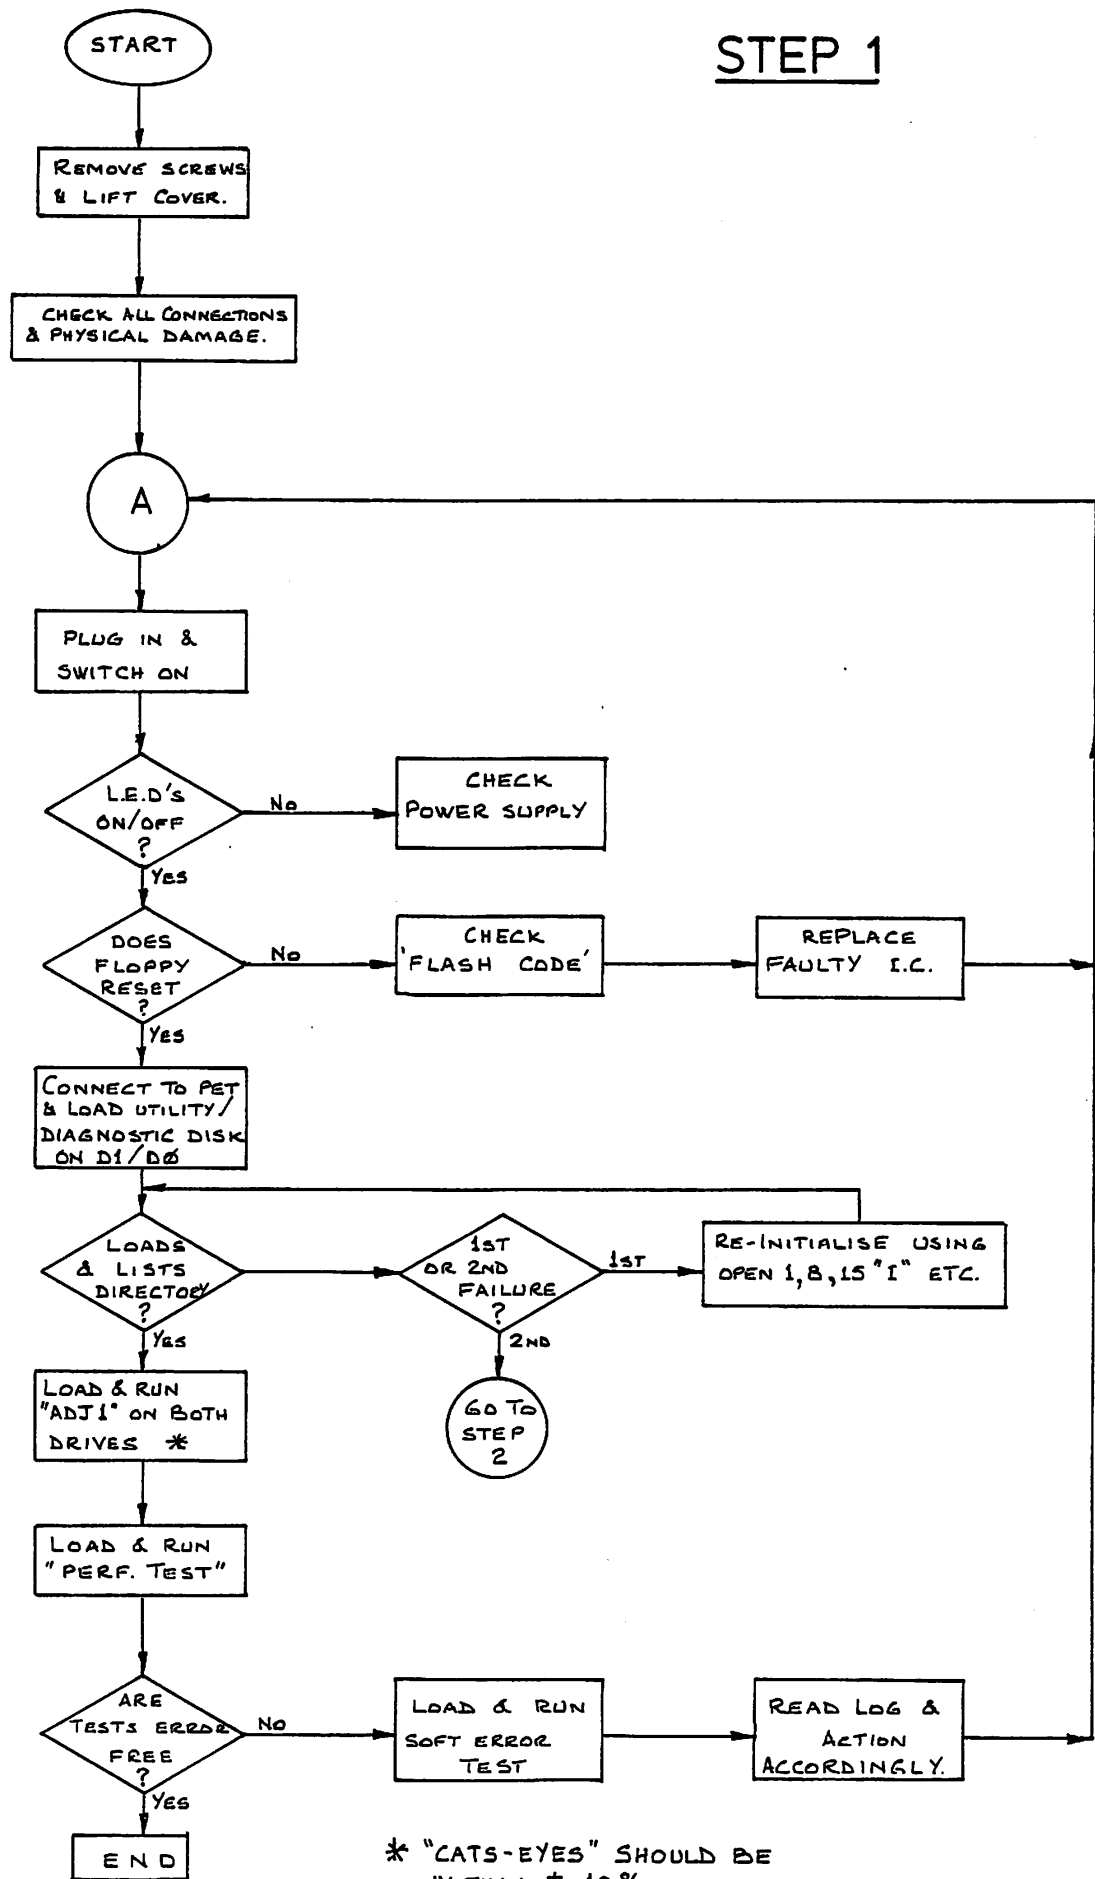 START
STEP 1
REMOVE SCREWS
& LIFT COVER.
CHECK ALL CONNECTIONS
& PHYSICAL DAMAGE.
A
PLUG IN &
SWITCH ON
L.E.D'S
ON/OFF
?
NO
CHECK
POWER SUPPLY
YES
DOES
FLOPPY
RESET
?
NO
CHECK
'FLASH CODE'
REPLACE
FAULTY I.C.
YES
CONNECT TO PET
& LOAD UTILITY/
DIAGNOSTIC DISK
ON D1/DØ
LOADS
& LISTS
DIRECTORY
?
1ST
OR 2ND
FAILURE
?
1ST
RE-INITIALISE USING
OPEN 1,8,15 "I" ETC.
YES
2ND
GO TO
STEP
2
LOAD & RUN
"ADJ1" ON BOTH
DRIVES *
LOAD & RUN
"PERF. TEST"
ARE
TESTS ERROR
FREE
?
NO
LOAD & RUN
SOFT ERROR
TEST
READ LOG &
ACTION
ACCORDINGLY.
YES
END
* "CATS-EYES" SHOULD BE